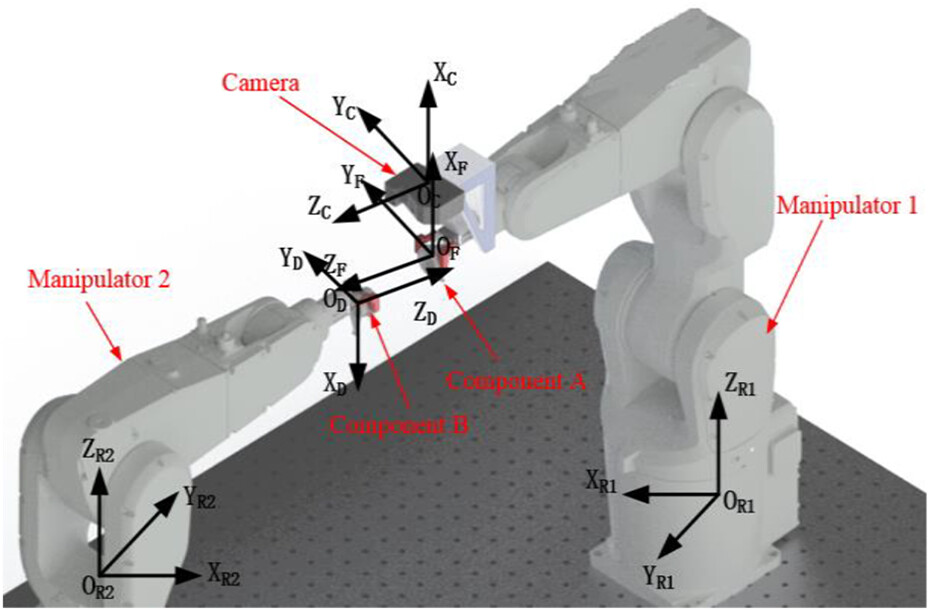 X_C
Camera
Y_C
X_F
Y_F
O_C
Z_C
Manipulator 1
O_F
Y_D
Z_F
Manipulator 2
O_D
Z_D
X_D
Component A
Z_R1
Component B
Z_R2
X_R1
Y_R2
O_R1
X_R2
Y_R1
O_R2